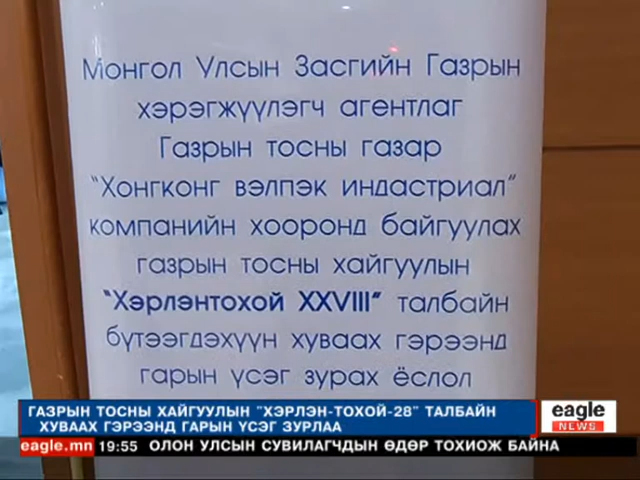 Монгол Улсын Засгийн Газрын
хэрэгжүүлэгч агентлаг
Газрын тосны газар
"Хонгконг вэлпэк индастриал"
компанийн хооронд байгуулах
газрын тосны хайгуулын
"Хэрлэнтохой XXVIII" талбайн
бүтээгдэхүүн хуваах гэрээнд
гарын үсэг зурах ёслол
ГАЗРЫН ТОСНЫ ХАЙГУУЛЫН "ХЭРЛЭН-ТОХОЙ-28" ТАЛБАЙН
ХУВААХ ГЭРЭЭНД ГАРЫН ҮСЭГ ЗУРЛАА
eagle
NEWS
eagle.mn 19:55 ОЛОН УЛСЫН СУВИЛАГЧДЫН ӨДӨР ТОХИОЖ БАЙНА